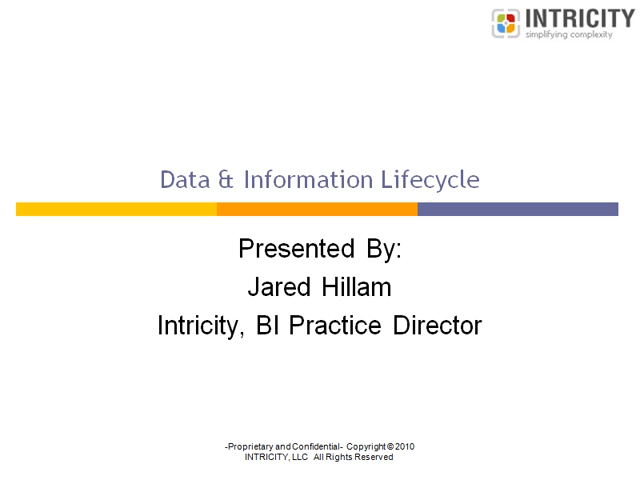 INTRICITY
simplifying complexity
Data & Information Lifecycle
Presented By:
Jared Hillam
Intricity, BI Practice Director
-Proprietary and Confidential- Copyright © 2010
INTRICITY, LLC All Rights Reserved